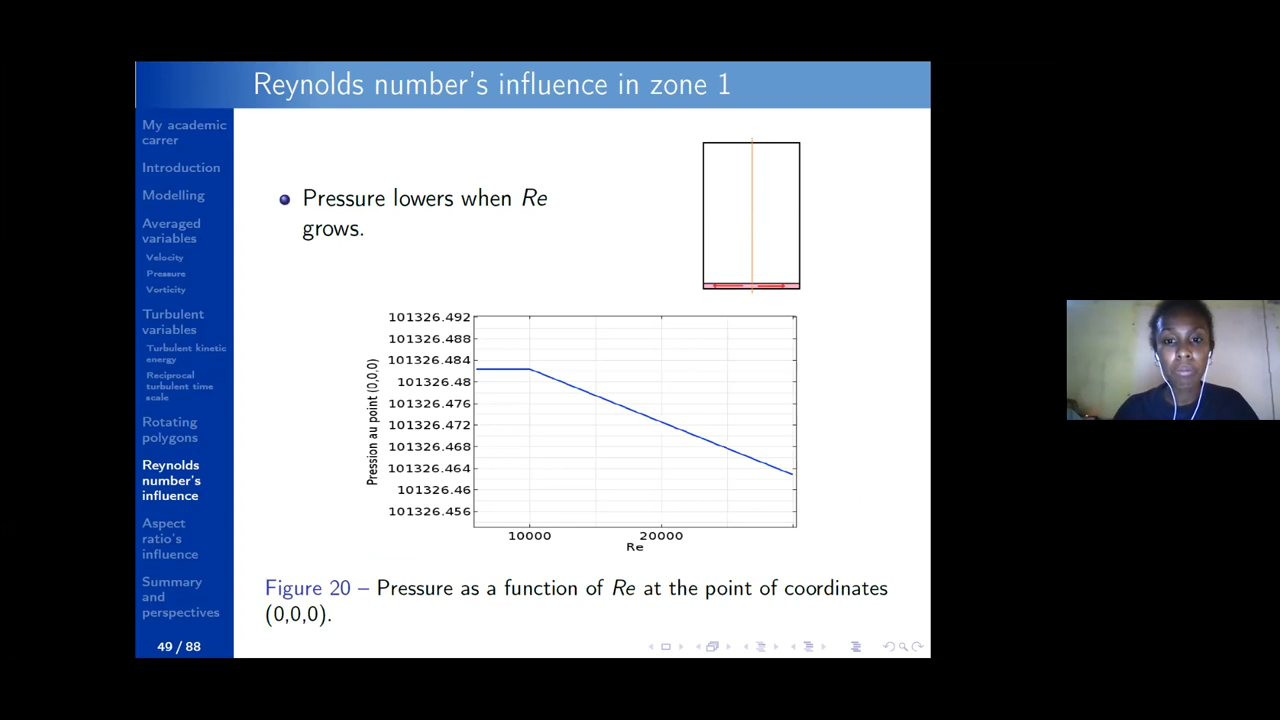 Reynolds number's influence in zone 1
My academic
carrer
Introduction
Modelling
Averaged
variables
Velocity
Pressure
Vorticity
Turbulent
variables
Turbulent kinetic
energy
Reciprocal
turbulent time
scale
Rotating
polygons
Reynolds
number's
influence
Aspect
ratio's
influence
Summary
and
perspectives
49 / 88
Pressure lowers when Re
grows.
Pression au point (0,0,0)
101326.492
101326.488
101326.484
101326.48
101326.476
101326.472
101326.468
101326.464
101326.46
101326.456
10000
20000
Re
Figure 20 – Pressure as a function of Re at the point of coordinates
(0,0,0).